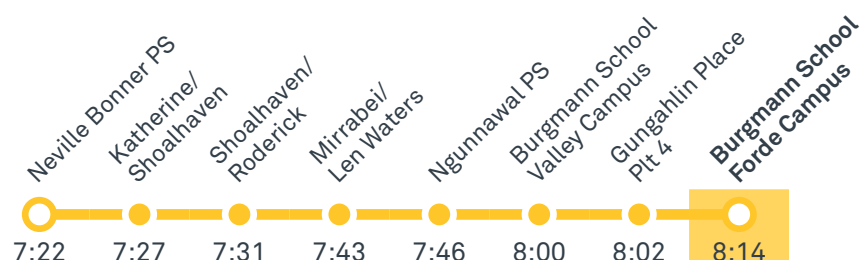 Neville Bonner PS
Katherine/
Shoalhaven
Shoalhaven/
Roderick
Mirrabei/
Len Waters
Ngunnawal PS
Burgmann School
Valley Campus
Gungahlin Place
Plt 4
Burgmann School
Forde Campus
7:22 7:27 7:31 7:43 7:46 8:00 8:02 8:14